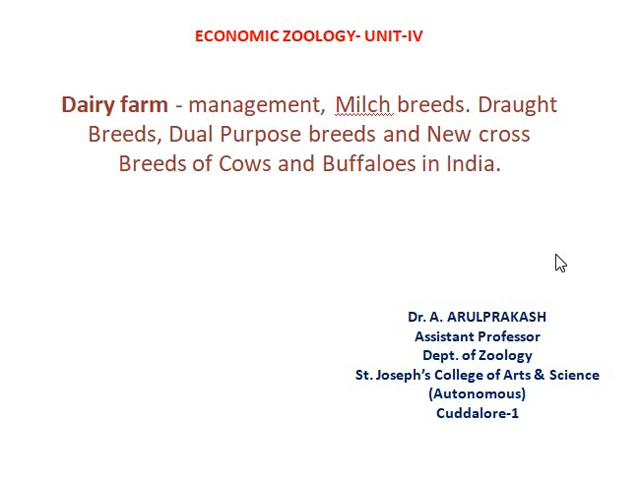 ECONOMIC ZOOLOGY- UNIT-IV
Dairy farm - management, Milch breeds. Draught
Breeds, Dual Purpose breeds and New cross
Breeds of Cows and Buffaloes in India.
Dr. A. ARULPRAKASH
Assistant Professor
Dept. of Zoology
St. Joseph’s College of Arts & Science
(Autonomous)
Cuddalore-1